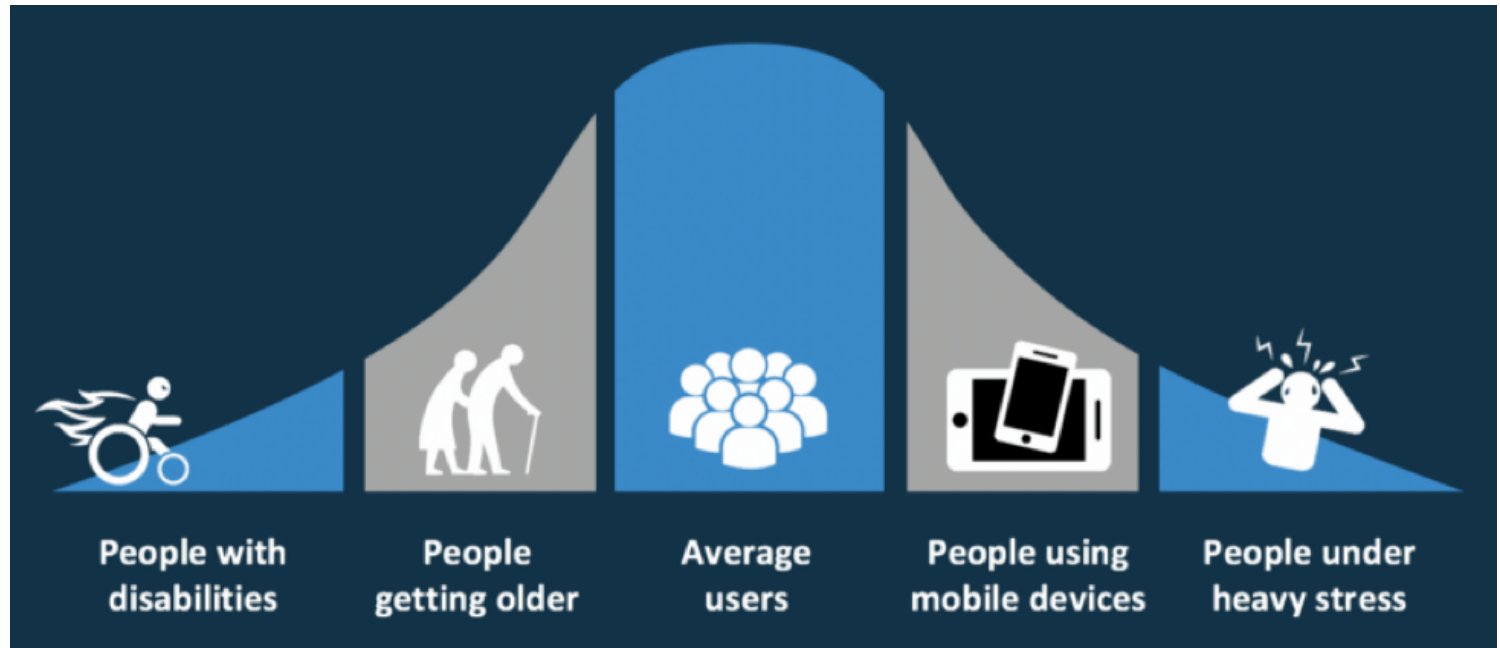 People with
disabilities
People
getting older
Average
users
People using
mobile devices
People under
heavy stress